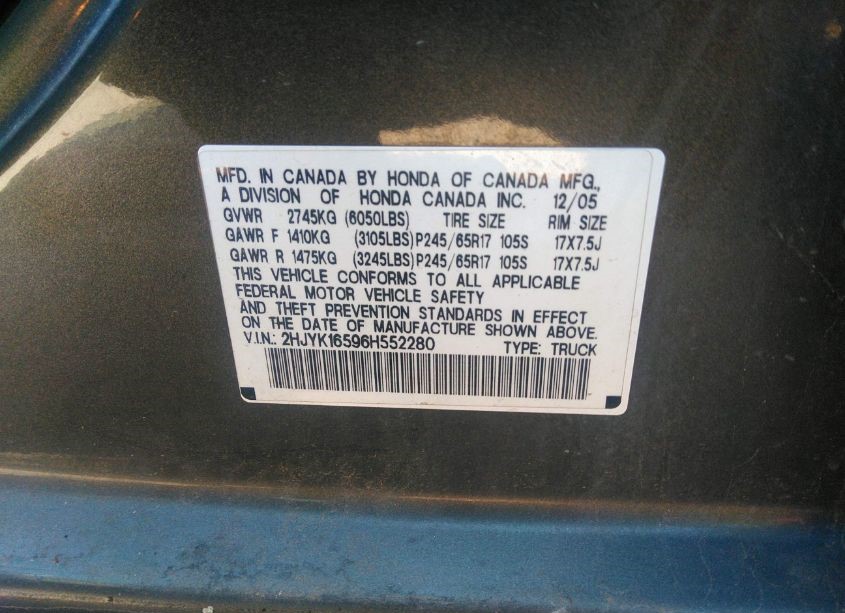 MFD. IN CANADA BY HONDA OF CANADA MFG.,
A DIVISION OF HONDA CANADA INC. 12/05
GVWR 2745KG (6050LBS) TIRE SIZE RIM SIZE
GAWR F 1410KG (3105LBS) P245/65R17 105S 17X7.5J
GAWR R 1475KG (3245LBS) P245/65R17 105S 17X7.5J
THIS VEHICLE CONFORMS TO ALL APPLICABLE
FEDERAL MOTOR VEHICLE SAFETY
AND THEFT PREVENTION STANDARDS IN EFFECT
ON THE DATE OF MANUFACTURE SHOWN ABOVE.
V.I.N.: 2HJYK16596H552280 TYPE: TRUCK